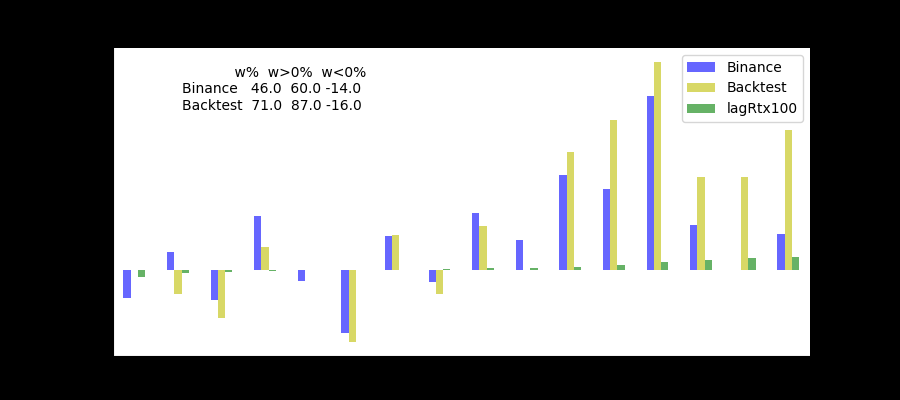 w% w>0% w<0%
Binance 46.0 60.0 -14.0
Backtest 71.0 87.0 -16.0
Binance
Backtest
lagRtx100